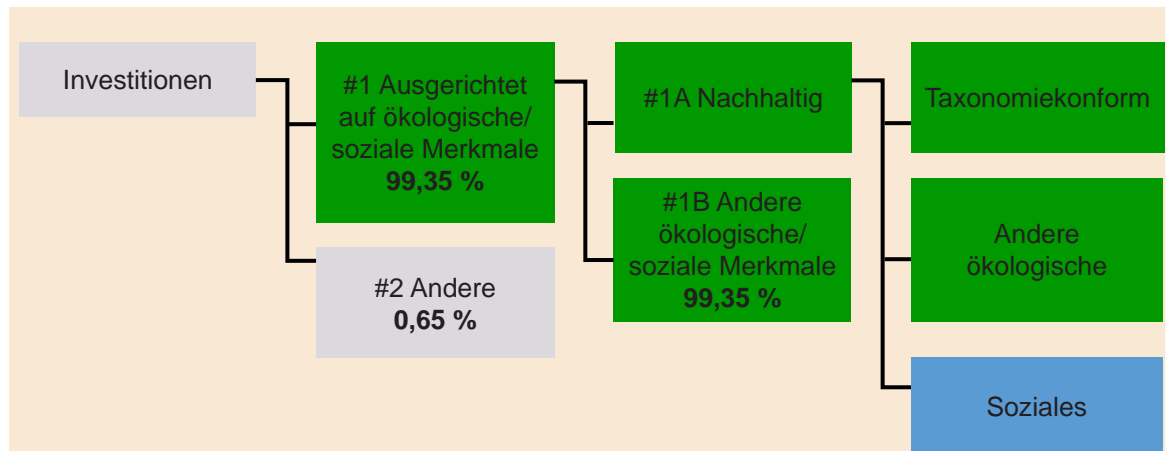 Investitionen
#1 Ausgerichtet
auf ökologische/
soziale Merkmale
99,35 %
#2 Andere
0,65 %
#1A Nachhaltig
#1B Andere
ökologische/
soziale Merkmale
99,35 %
Taxonomiekonform
Andere
ökologische
Soziales